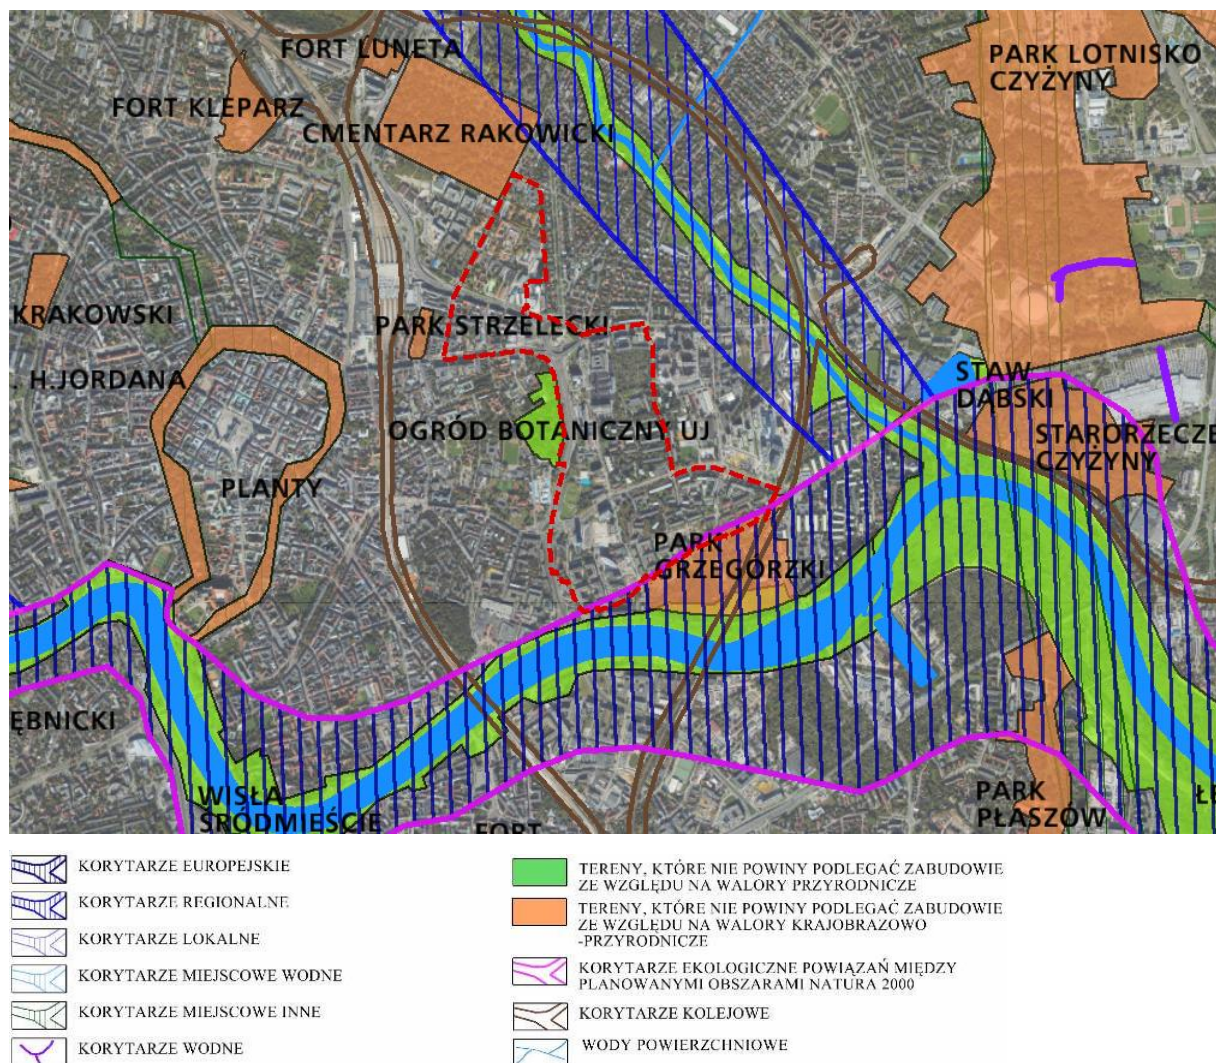 FORT LUNETA
PARK LOTNISKO
CZYŻYNY
FORT KLEPARZ
CMENTARZ RAKOWICKI
KRAKOWSKI
PARK STRZELECKI
. H.JORDANA
STAW
DĄBSKI
OGRÓD BOTANICZNY UJ
STARORZECZE
CZYŻYNY
PLANTY
PARK
GRZEGÓRZKI
ĘBNICKI
WISŁA
ŚRÓDMIEŚCIE
FORT
PARK
PŁASZÓW
ŁE
KORYTARZE EUROPEJSKIE
KORYTARZE REGIONALNE
KORYTARZE LOKALNE
KORYTARZE MIEJSCOWE WODNE
KORYTARZE MIEJSCOWE INNE
KORYTARZE WODNE
TERENY, KTÓRE NIE POWINY PODLEGAĆ ZABUDOWIE
ZE WZGLĘDU NA WALORY PRZYRODNICZE
TERENY, KTÓRE NIE POWINY PODLEGAĆ ZABUDOWIE
ZE WZGLĘDU NA WALORY KRAJOBRAZOWO
-PRZYRODNICZE
KORYTARZE EKOLOGICZNE POWIĄZAŃ MIĘDZY
PLANOWANYMI OBSZARAMI NATURA 2000
KORYTARZE KOLEJOWE
WODY POWIERZCHNIOWE